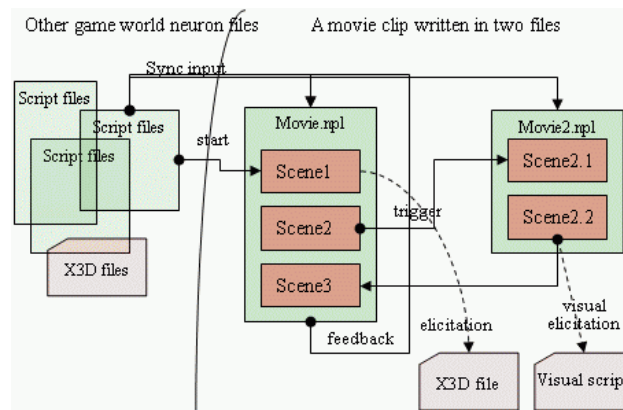 Other game world neuron files
A movie clip written in two files
Sync input
Script files
Script files
Script files
start
X3D files
Movie.npl
Scene1
Scene2
Scene3
trigger
Movie2.npl
Scene2.1
Scene2.2
feedback
elicitation
visual
elicitation
X3D file
Visual scrip